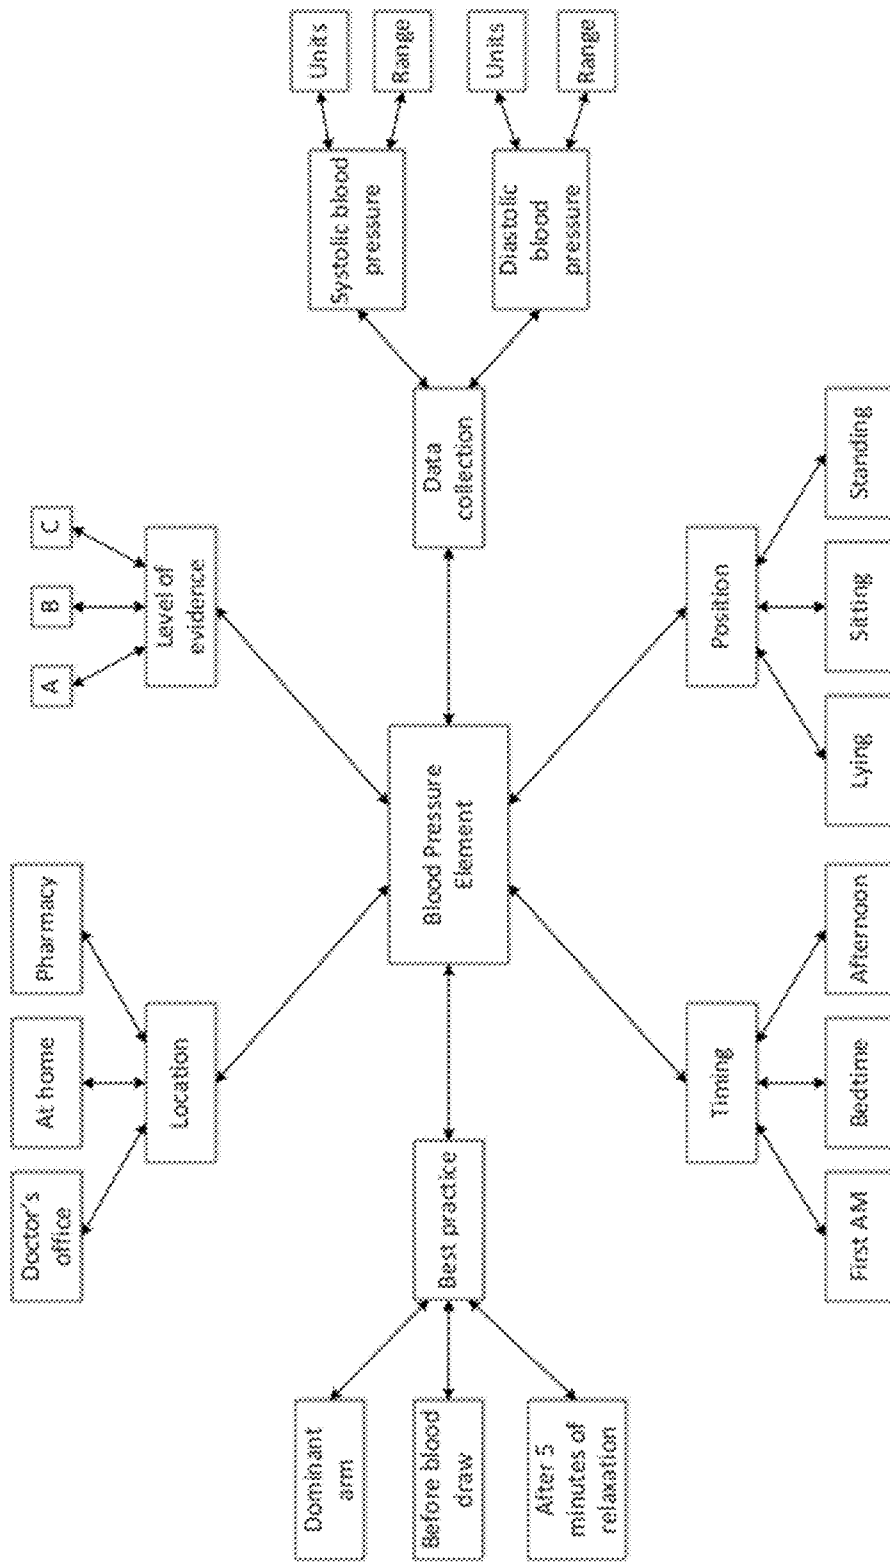 Doctor's
office
At home
Pharmacy
A
B
C
Location
Level of
evidence
Dominant
arm
Before blood
draw
After 5
minutes of
relaxation
Best practice
Blood Pressure
Element
Data
collection
Systolic blood
pressure
Units
Range
Diastolic
blood
pressure
Units
Range
Timing
Position
First AM
Bedtime
Afternoon
Lying
Sitting
Standing